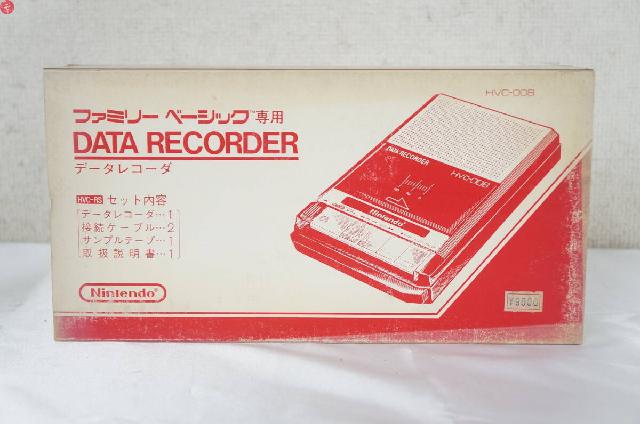 HVC-008
ファミリー ベーシック™専用
DATA RECORDER
データレコーダ
HVC-RS セット内容
データレコーダ…1
接続ケーブル…2
サンプルテープ…1
取扱説明書…1
Nintendo
DATA RECORDER
HVC-008
Nintendo